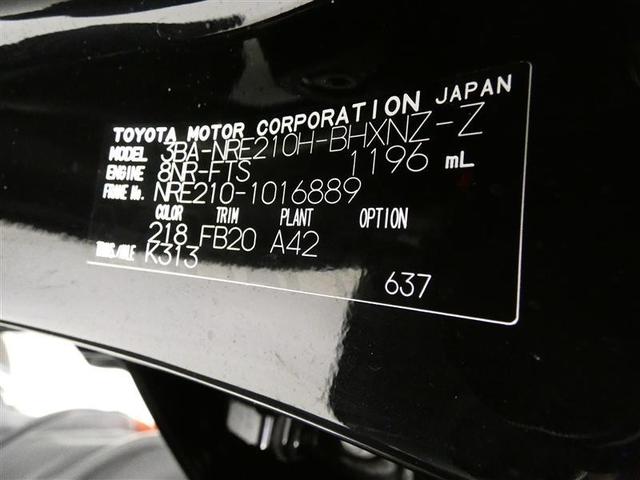 TOYOTA MOTOR CORPORATION JAPAN
MODEL 3BA-NRE210H-BHXNZ-Z
ENGINE 8NR-FTS 1196 mL
FRAME No. NRE210-1016889
COLOR TRIM PLANT OPTION
218 FB20 A42
TRANS/AXLE K313
637